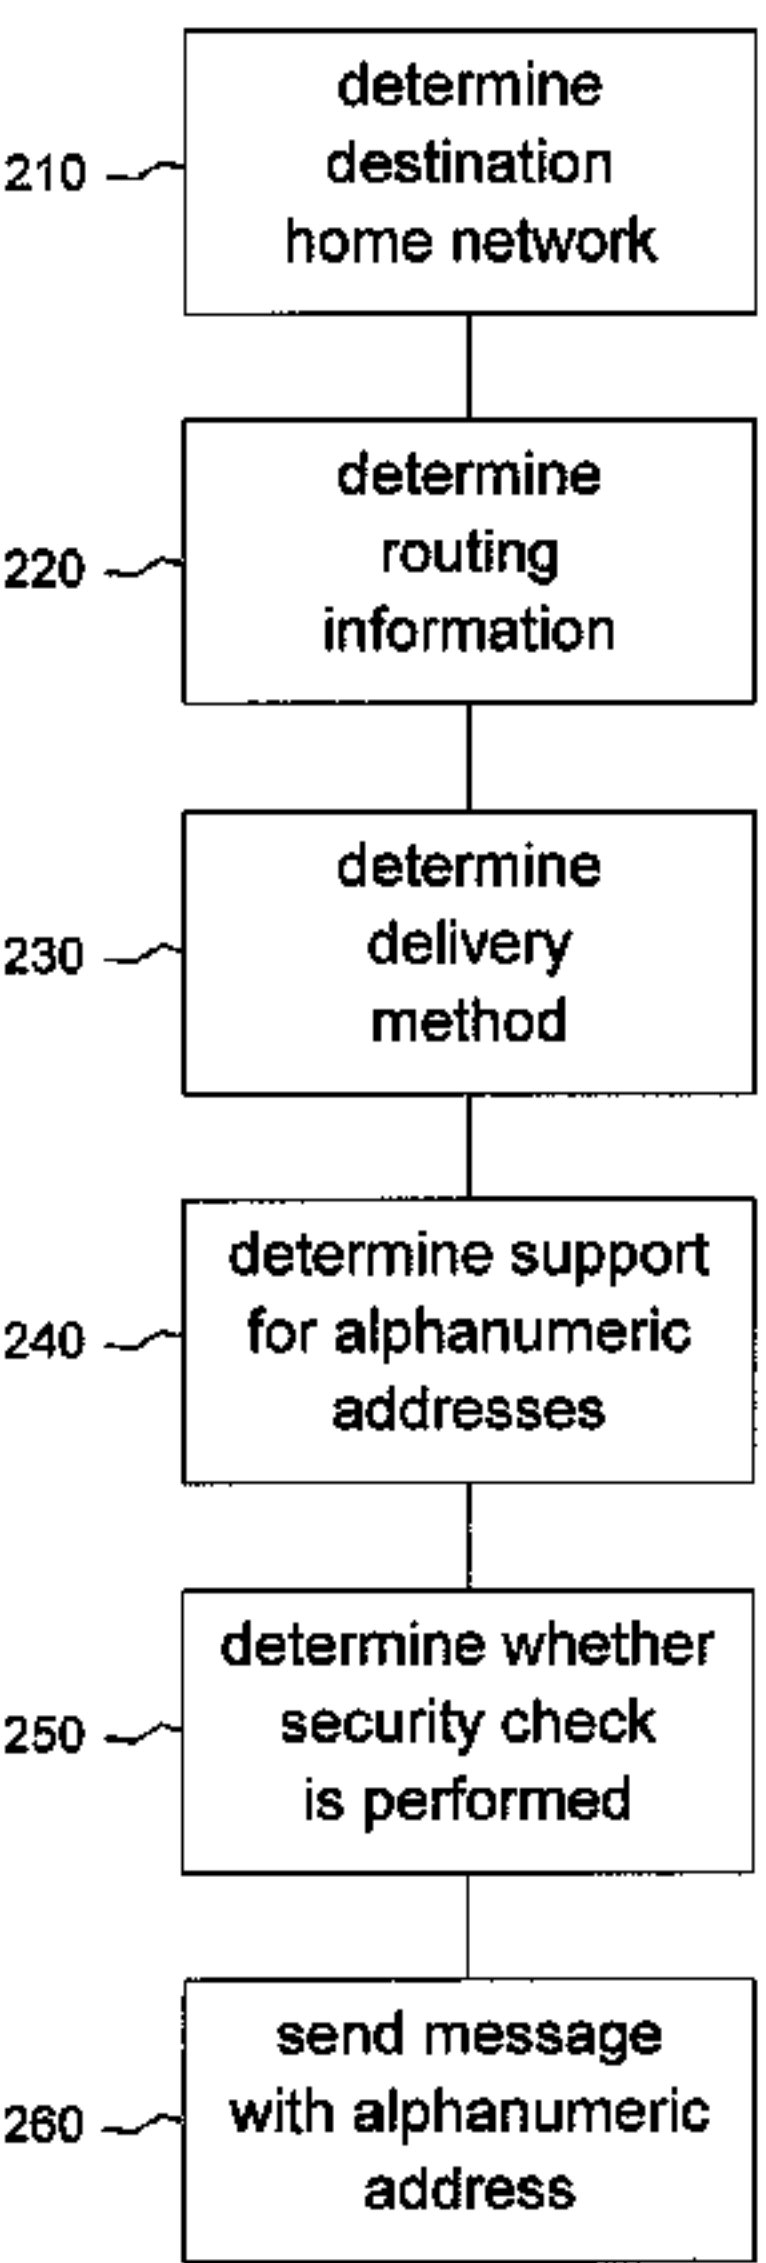 determine
destination
home network
210
determine
routing
information
220
determine
delivery
method
230
determine support
for alphanumeric
addresses
240
determine whether
security check
is performed
250
send message
with alphanumeric
address
260